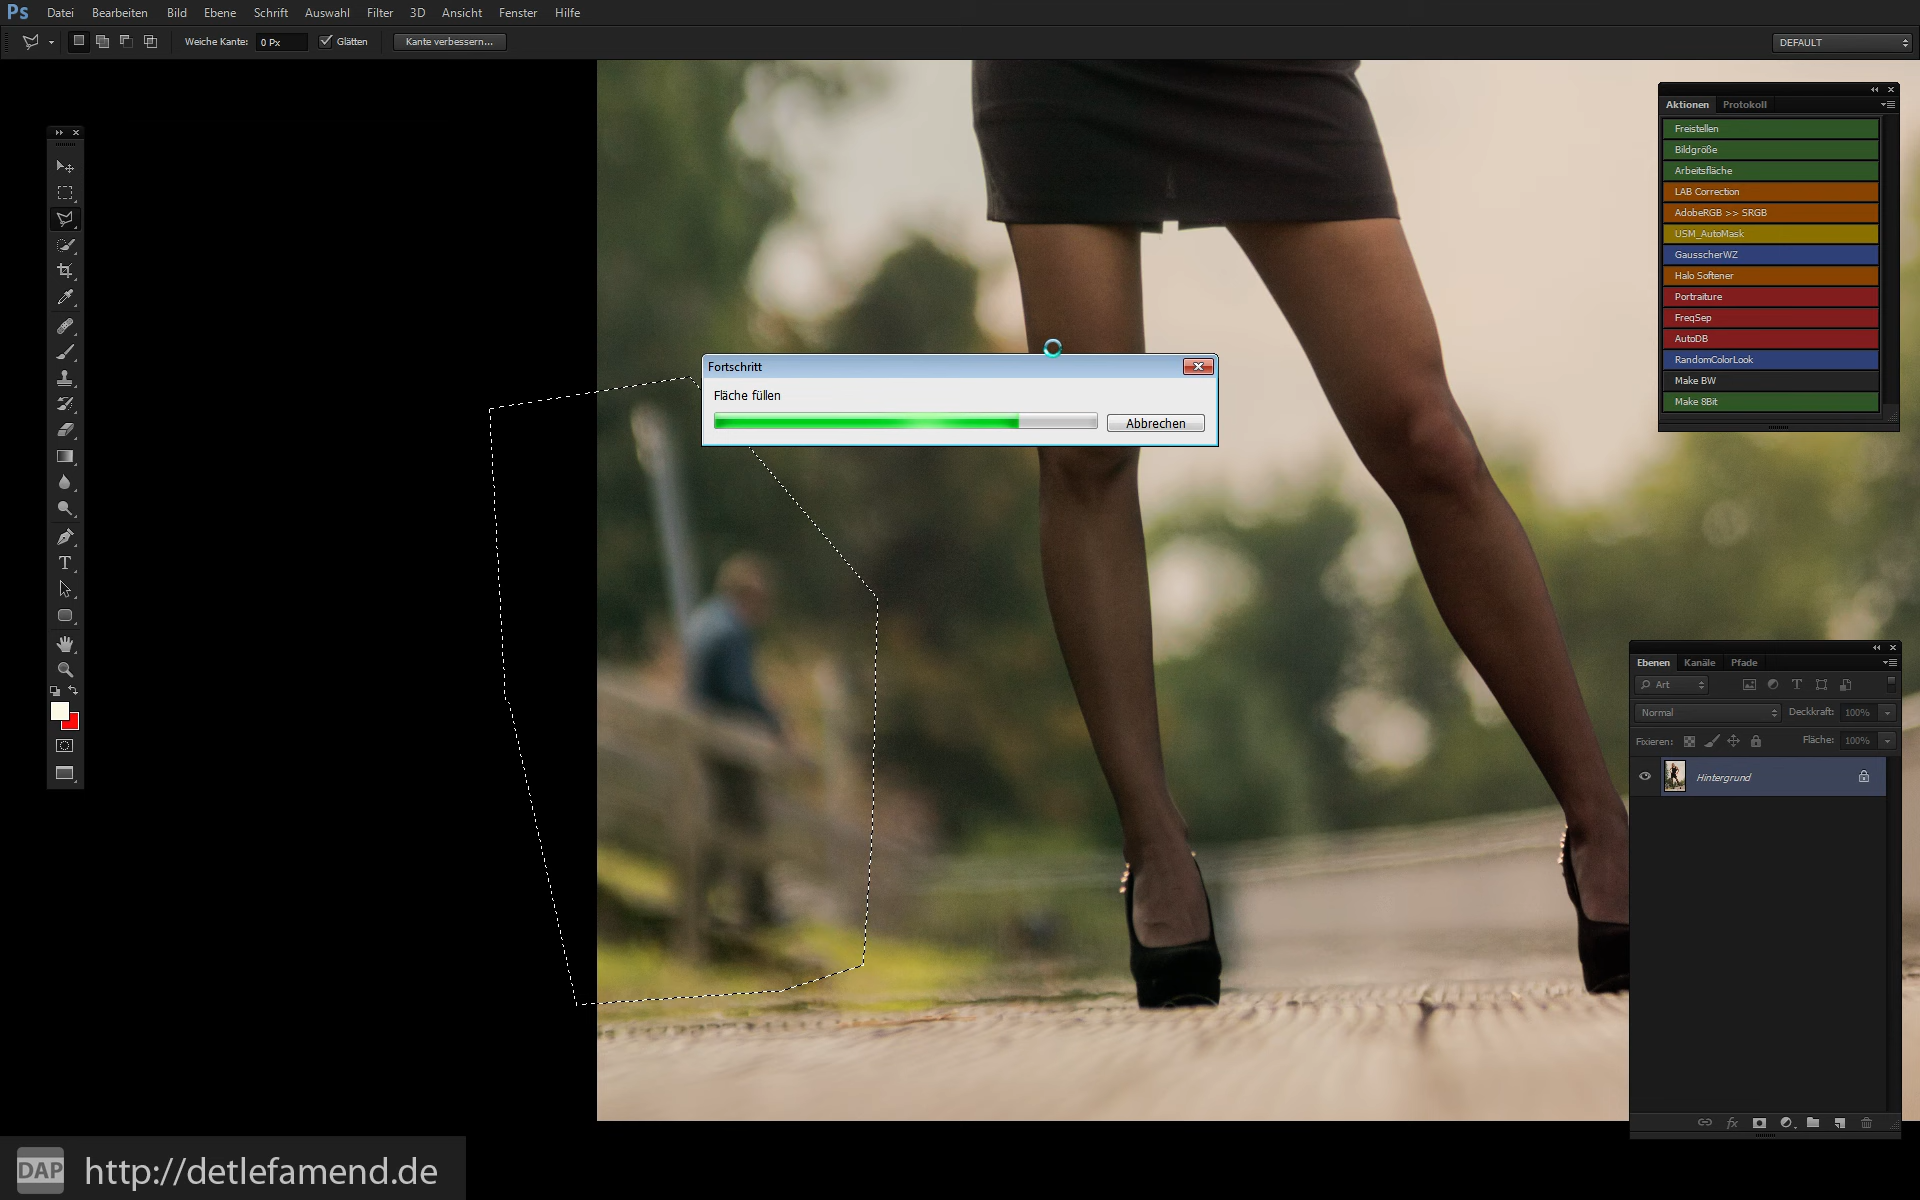 Ps Datei Bearbeiten Bild Ebene Schrift Auswahl Filter 3D Ansicht Fenster Hilfe
Weiche Kante: 0 Px Glätten Kante verbessern... DEFAULT
Aktionen Protokoll
Freistellen
Bildgröße
Arbeitsfläche
LAB Correction
AdobeRGB >> SRGB
USM_AutoMask
GausscherWZ
Halo Softener
Portraiture
FreqSep
AutoDB
RandomColorLook
Make BW
Make 8Bit
Fortschritt
Fläche füllen
Abbrechen
Ebenen Kanäle Pfade
Art
Normal Deckkraft: 100%
Fixieren: Fläche: 100%
Hintergrund
fx
DAP http://detlefamend.de